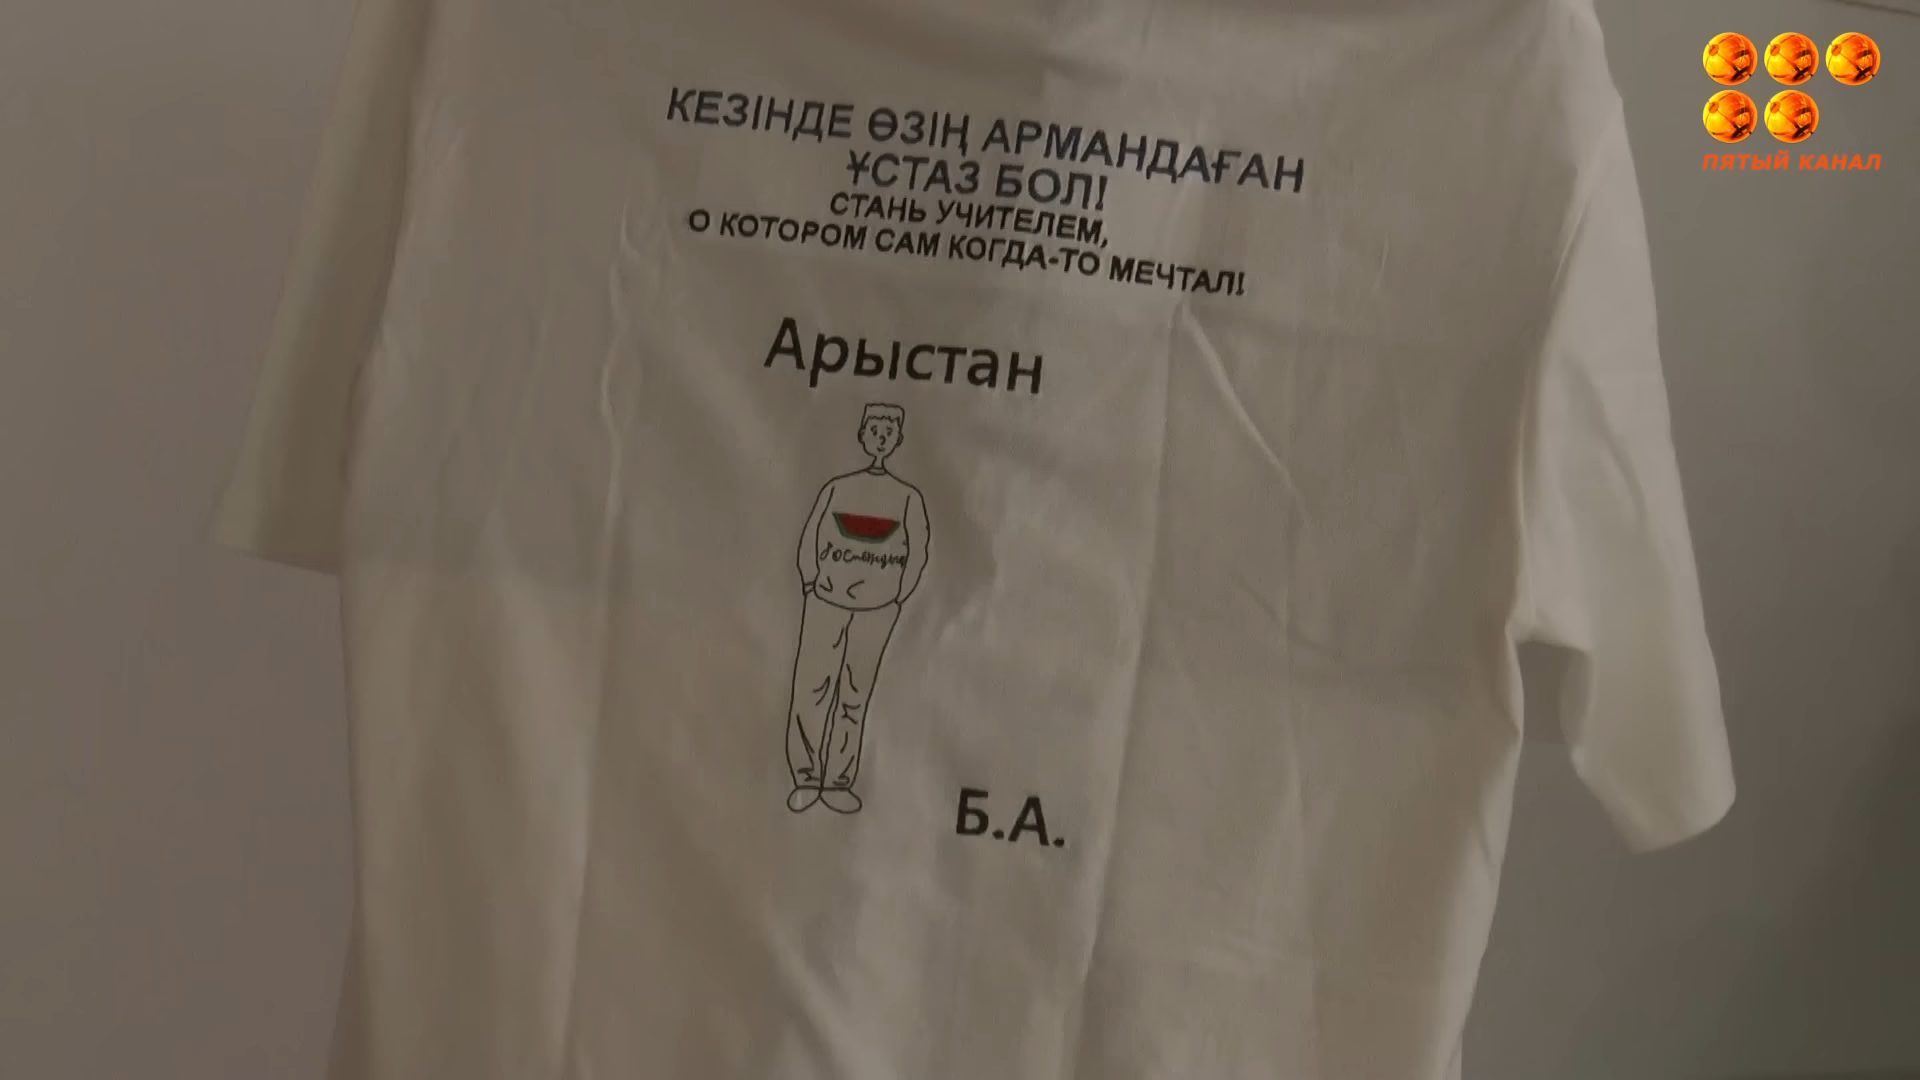 КЕЗІНДЕ ӨЗІҢ АРМАНДАҒАН
ҰСТАЗ БОЛ!
СТАНЬ УЧИТЕЛЕМ,
О КОТОРОМ САМ КОГДА-ТО МЕЧТАЛ!
Арыстан
Б.А.
ПЯТЫЙ КАНАЛ